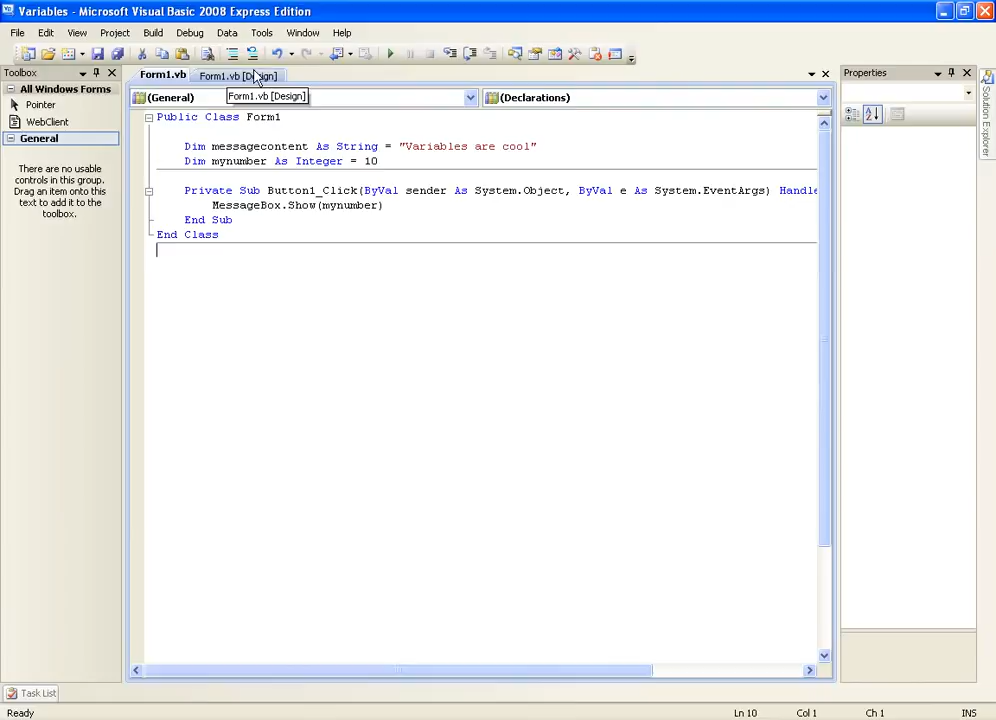 Variables - Microsoft Visual Basic 2008 Express Edition
File Edit View Project Build Debug Data Tools Window Help
Toolbox
All Windows Forms
Pointer
WebClient
General
There are no usable
controls in this group.
Drag an item onto this
text to add it to the
toolbox.
Form1.vb Form1.vb [Design]
Form1.vb [Design]
(General) (Declarations)
Public Class Form1
Dim messagecontent As String = "Variables are cool"
Dim mynumber As Integer = 10
Private Sub Button1_Click(ByVal sender As System.Object, ByVal e As System.EventArgs) Handle
MessageBox.Show(mynumber)
End Sub
End Class
Properties
Solution Explorer
Task List
Ready Ln 10 Col 1 Ch 1 INS